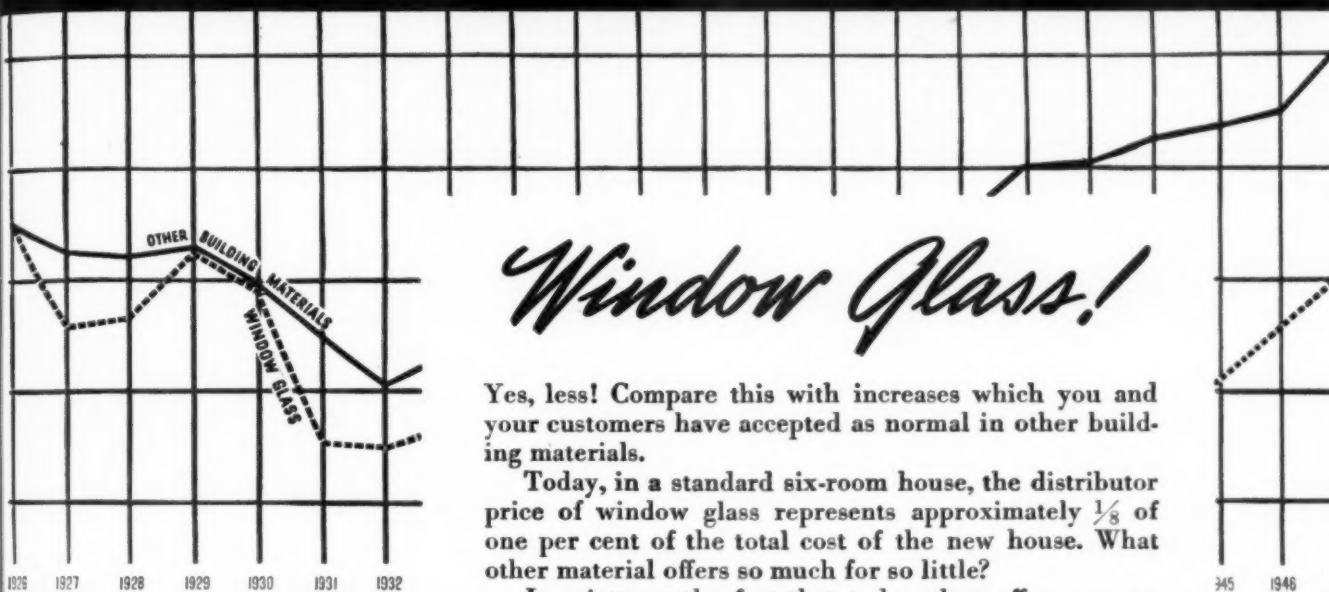 OTHER BUILDING MATERIALS
WINDOW GLASS
Window Glass!
Yes, less! Compare this with increases which you and
your customers have accepted as normal in other build-
ing materials.
Today, in a standard six-room house, the distributor
price of window glass represents approximately ⅛ of
one per cent of the total cost of the new house. What
other material offers so much for so little?
1926 1927 1928 1929 1930 1931 1932 945 1946